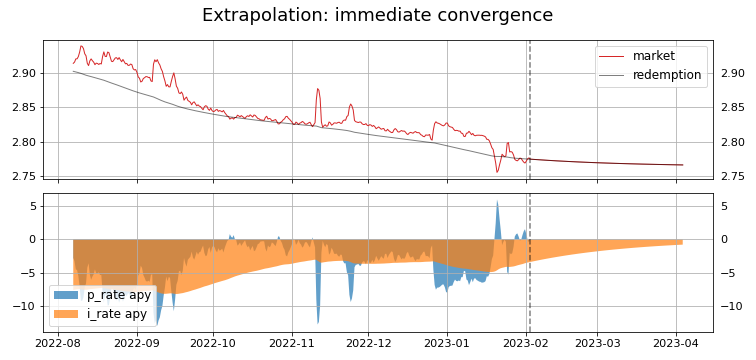 Extrapolation: immediate convergence
market
redemption
2.90 2.90
2.85 2.85
2.80 2.80
2.75 2.75
5 5
0 0
−5 −5
−10 −10
p_rate apy
i_rate apy
2022-08 2022-09 2022-10 2022-11 2022-12 2023-01 2023-02 2023-03 2023-04